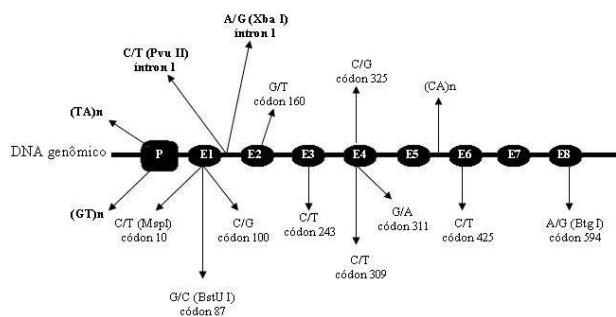 A/G (Xba I)
íntron 1
C/T (Pvu II)
íntron 1
G/T
códon 160
C/G
códon 325
(CA)n
(TA)n
DNA genômico
P
E1
E2
E3
E4
E5
E6
E7
E8
(GT)n
C/T (MspI)
códon 10
C/G
códon 100
C/T
códon 243
G/A
códon 311
C/T
códon 425
A/G (Btg I)
códon 594
C/T
códon 309
G/C (BstU I)
códon 87